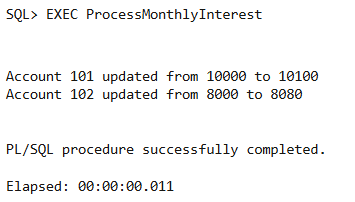 SQL> EXEC ProcessMonthlyInterest
Account 101 updated from 10000 to 10100
Account 102 updated from 8000 to 8080
PL/SQL procedure successfully completed.
Elapsed: 00:00:00.011